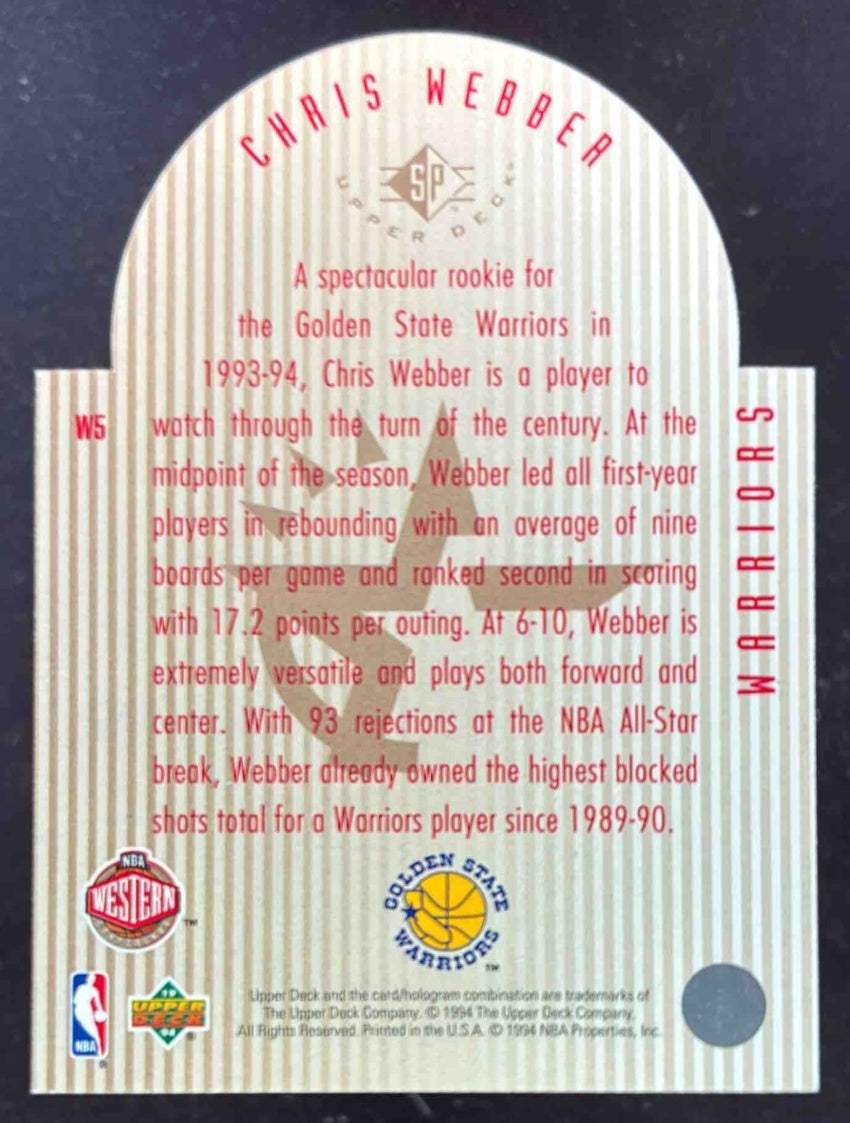 CHRIS WEBBER
SP
UPPER DECK
A spectacular rookie for
the Golden State Warriors in
1993-94, Chris Webber is a player to
W5
watch through the turn of the century. At the
midpoint of the season, Webber led all first-year
players in rebounding with an average of nine
boards per game and ranked second in scoring
with 17.2 points per outing. At 6-10, Webber is
extremely versatile and plays both forward and
center. With 93 rejections at the NBA All-Star
break, Webber already owned the highest blocked
shots total for a Warriors player since 1989-90.
WARRIORS
NBA
WESTERN
™
GOLDEN STATE
WARRIORS
™
NBA
®
19
UPPER
DECK
94
®
Upper Deck and the card/hologram combination are trademarks of
The Upper Deck Company. © 1994 The Upper Deck Company.
All Rights Reserved. Printed in the U.S.A. © 1994 NBA Properties, Inc.